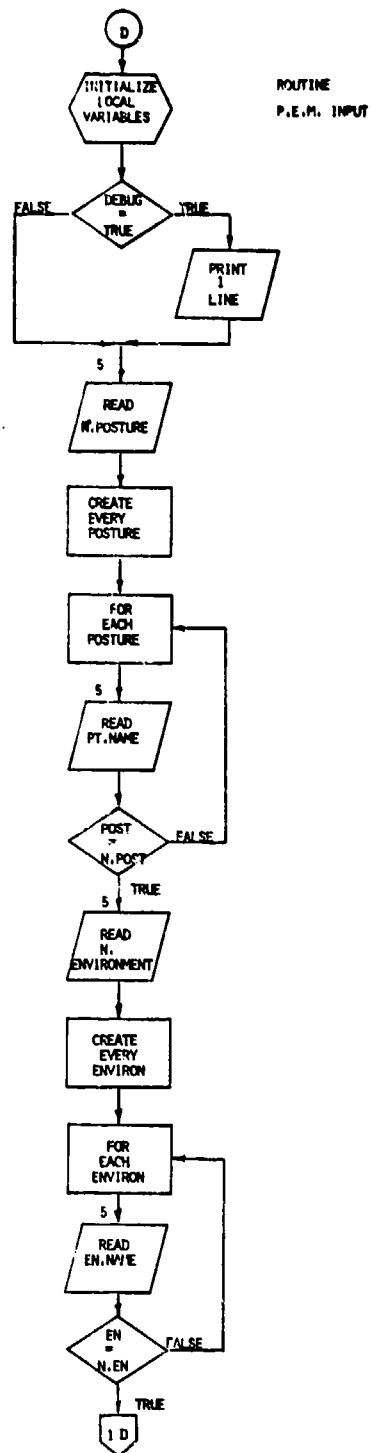 D
INITIALIZE
LOCAL
VARIABLES
ROUTINE
P.E.M. INPUT
DEBUG
=
TRUE
FALSE
TRUE
PRINT
1
LINE
5
READ
N.POSTURE
CREATE
EVERY
POSTURE
FOR
EACH
POSTURE
5
READ
PT.NAME
POST
=
N.POST
FALSE
TRUE
5
READ
N.
ENVIRONMENT
CREATE
EVERY
ENVIRON
FOR
EACH
ENVIRON
5
READ
EN.NAME
EN
=
N.EN
FALSE
TRUE
1 D